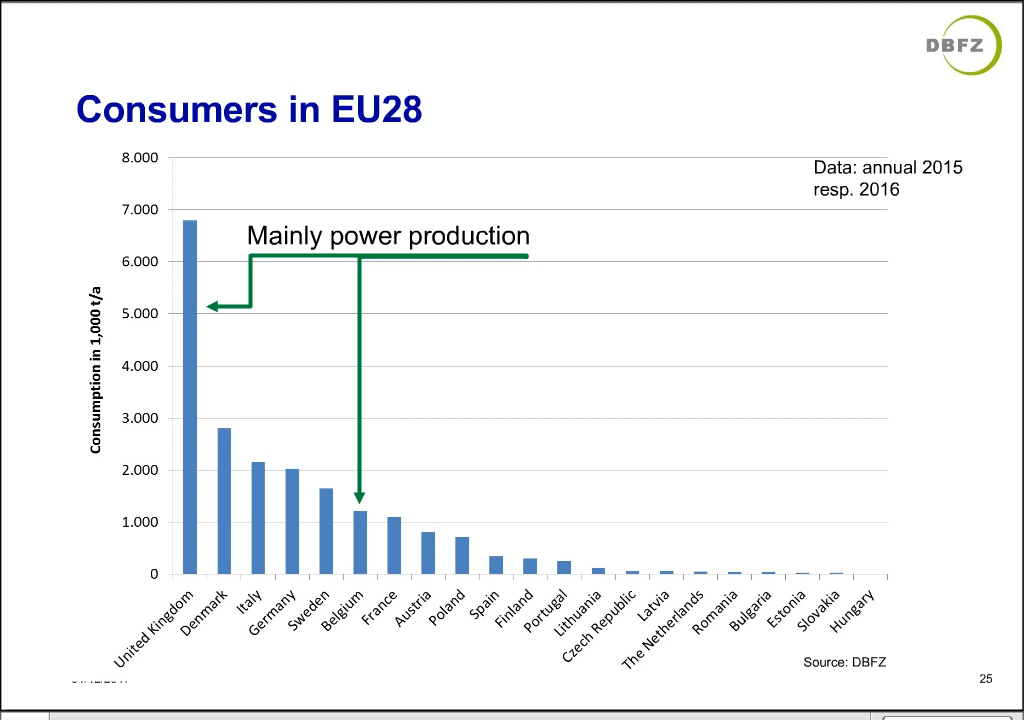 DBFZ
Consumers in EU28
Data: annual 2015
resp. 2016
Mainly power production
Consumption in 1,000 t/a
8.000
7.000
6.000
5.000
4.000
3.000
2.000
1.000
0
United Kingdom
Denmark
Italy
Germany
Sweden
Belgium
France
Austria
Poland
Spain
Finland
Portugal
Lithuania
Czech Republic
Latvia
The Netherlands
Romania
Bulgaria
Estonia
Slovakia
Hungary
Source: DBFZ
25